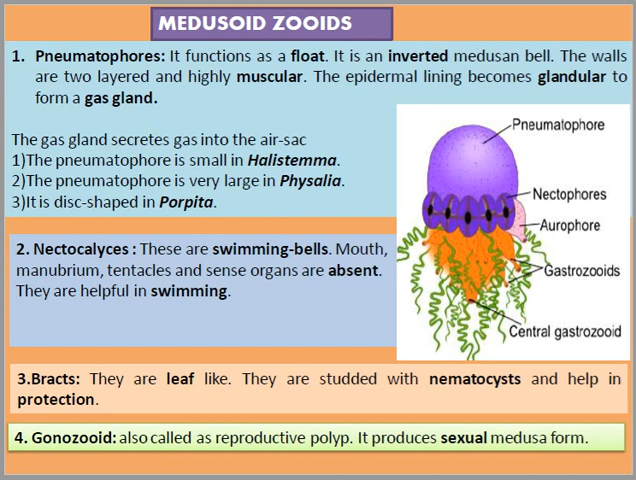 MEDUSOID ZOOIDS
1. Pneumatophores: It functions as a float. It is an inverted medusan bell. The walls
are two layered and highly muscular. The epidermal lining becomes glandular to
form a gas gland.
The gas gland secretes gas into the air-sac
1)The pneumatophore is small in Halistemma.
2)The pneumatophore is very large in Physalia.
3)It is disc-shaped in Porpita.
Pneumatophore
Nectophores
Aurophore
Gastrozooids
Central gastrozooid
2. Nectocalyces : These are swimming-bells. Mouth,
manubrium, tentacles and sense organs are absent.
They are helpful in swimming.
3.Bracts: They are leaf like. They are studded with nematocysts and help in
protection.
4. Gonozooid: also called as reproductive polyp. It produces sexual medusa form.